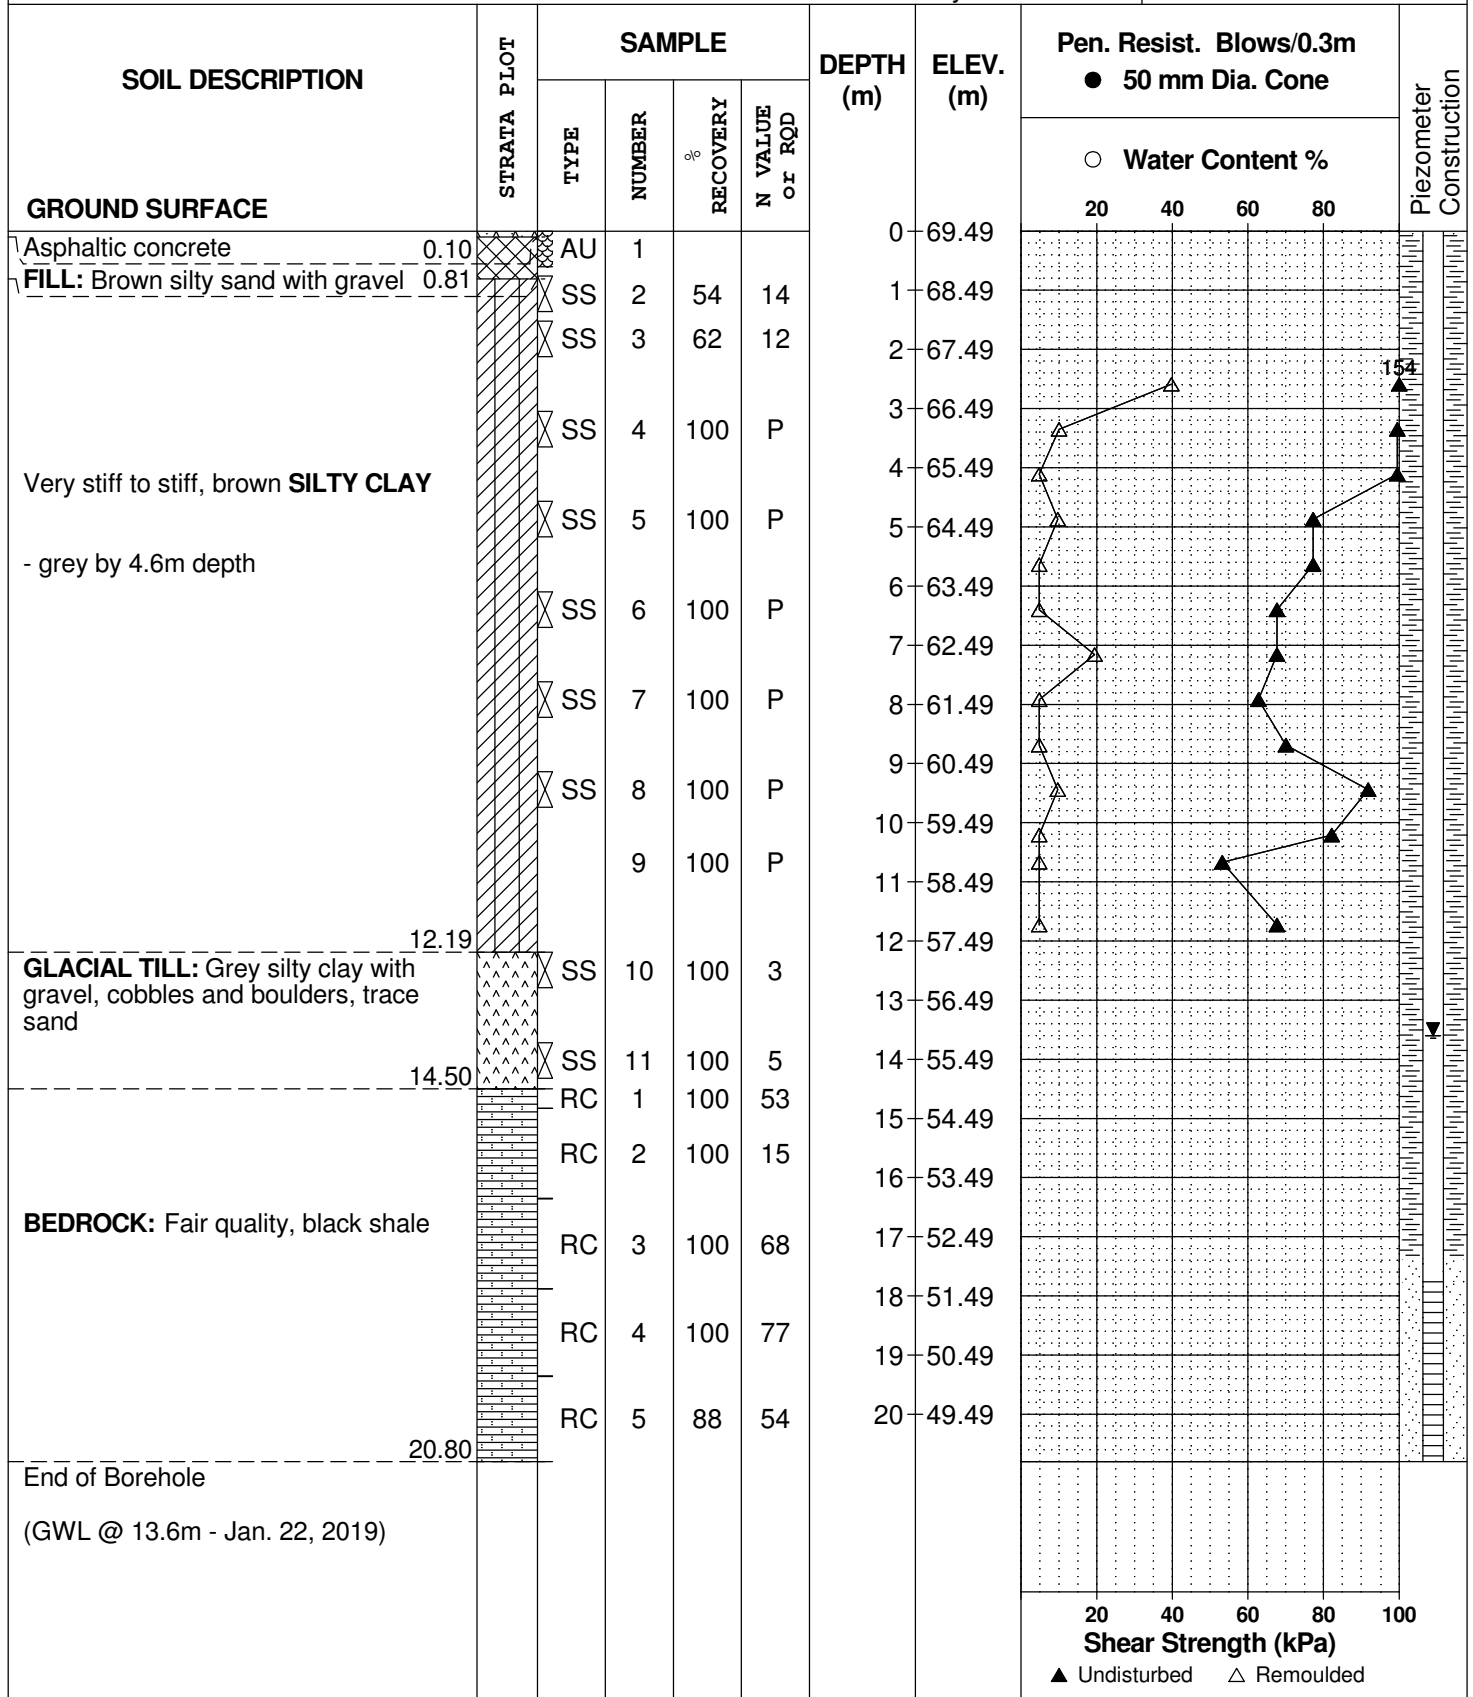 SOIL DESCRIPTION
GROUND SURFACE
STRATA PLOT
SAMPLE
TYPE
NUMBER
% RECOVERY
N VALUE or RQD
DEPTH (m)
ELEV. (m)
Pen. Resist. Blows/0.3m
● 50 mm Dia. Cone
○ Water Content %
20 40 60 80
Piezometer Construction
0 69.49
Asphaltic concrete 0.10 AU 1
FILL: Brown silty sand with gravel 0.81
SS 2 54 14
1 68.49
SS 3 62 12
2 67.49
154
3 66.49
SS 4 100 P
4 65.49
Very stiff to stiff, brown SILTY CLAY
SS 5 100 P
5 64.49
- grey by 4.6m depth
6 63.49
SS 6 100 P
7 62.49
SS 7 100 P
8 61.49
9 60.49
SS 8 100 P
10 59.49
9 100 P
11 58.49
12.19
12 57.49
GLACIAL TILL: Grey silty clay with
gravel, cobbles and boulders, trace
sand
SS 10 100 3
13 56.49
SS 11 100 5
14 55.49
14.50
RC 1 100 53
15 54.49
RC 2 100 15
16 53.49
BEDROCK: Fair quality, black shale
RC 3 100 68
17 52.49
18 51.49
RC 4 100 77
19 50.49
RC 5 88 54
20 49.49
20.80
End of Borehole
(GWL @ 13.6m - Jan. 22, 2019)
20 40 60 80 100
Shear Strength (kPa)
▲ Undisturbed △ Remoulded